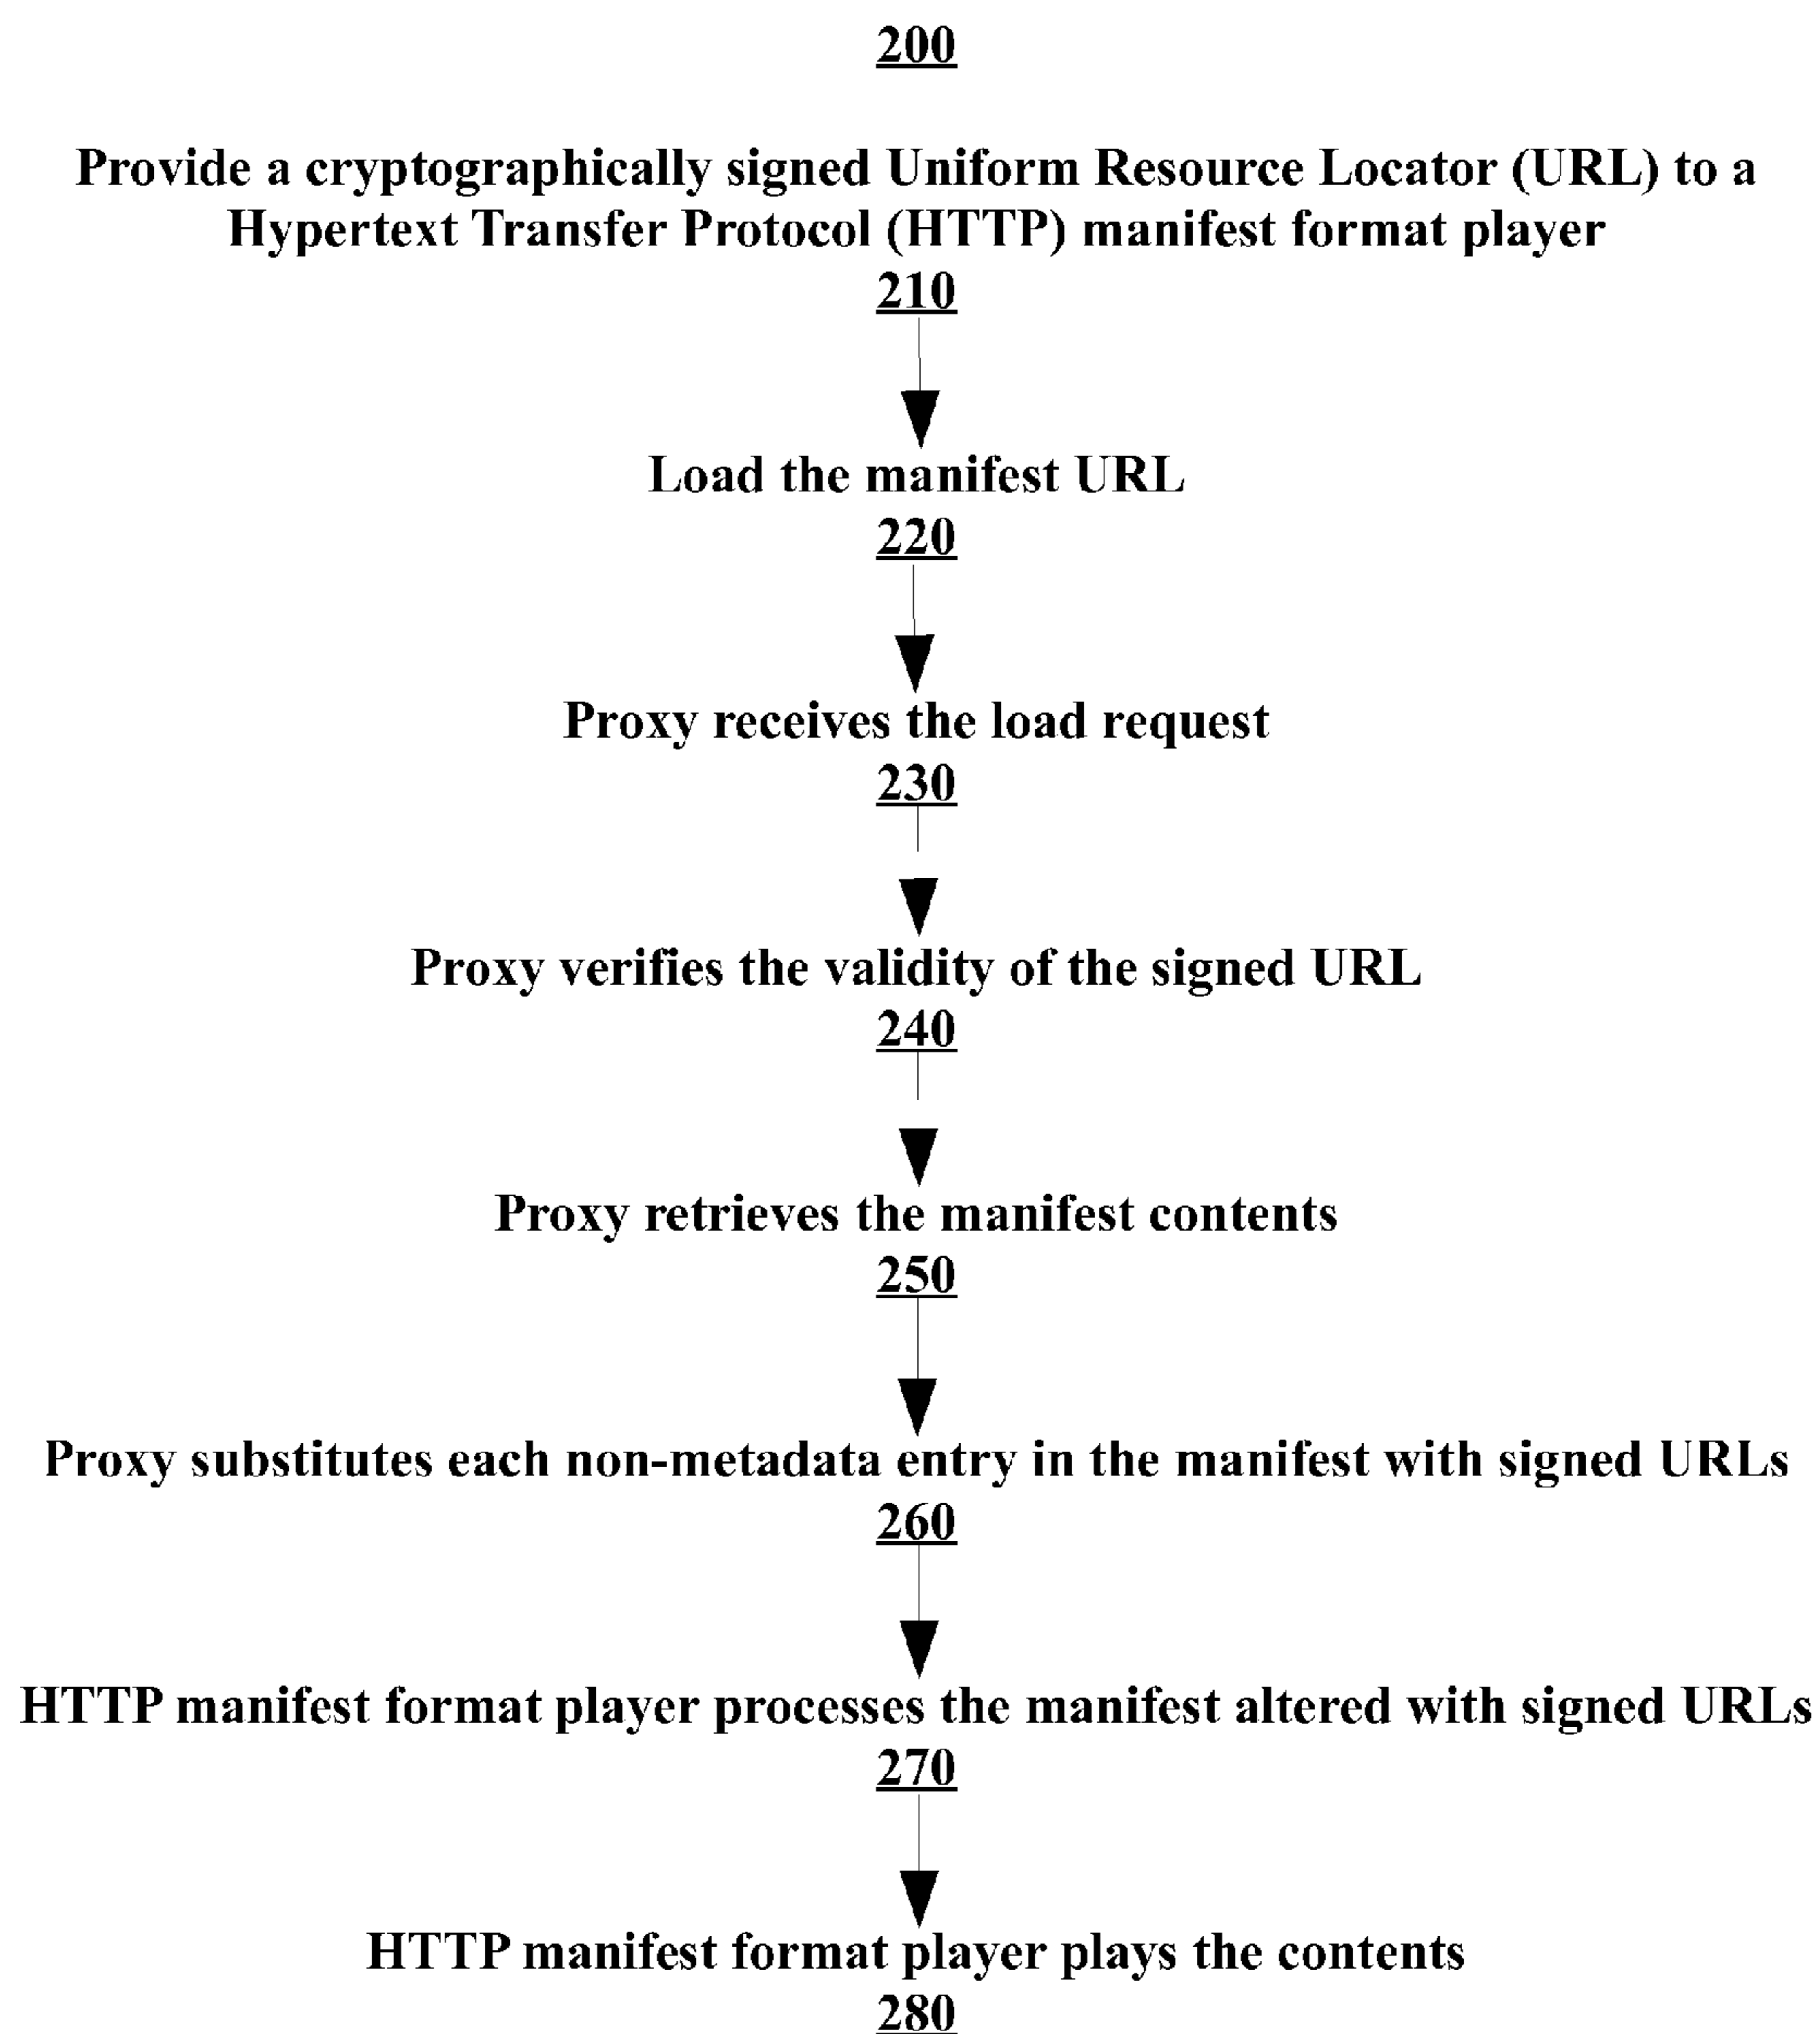 200
Provide a cryptographically signed Uniform Resource Locator (URL) to a
Hypertext Transfer Protocol (HTTP) manifest format player
210
Load the manifest URL
220
Proxy receives the load request
230
Proxy verifies the validity of the signed URL
240
Proxy retrieves the manifest contents
250
Proxy substitutes each non-metadata entry in the manifest with signed URLs
260
HTTP manifest format player processes the manifest altered with signed URLs
270
HTTP manifest format player plays the contents
280